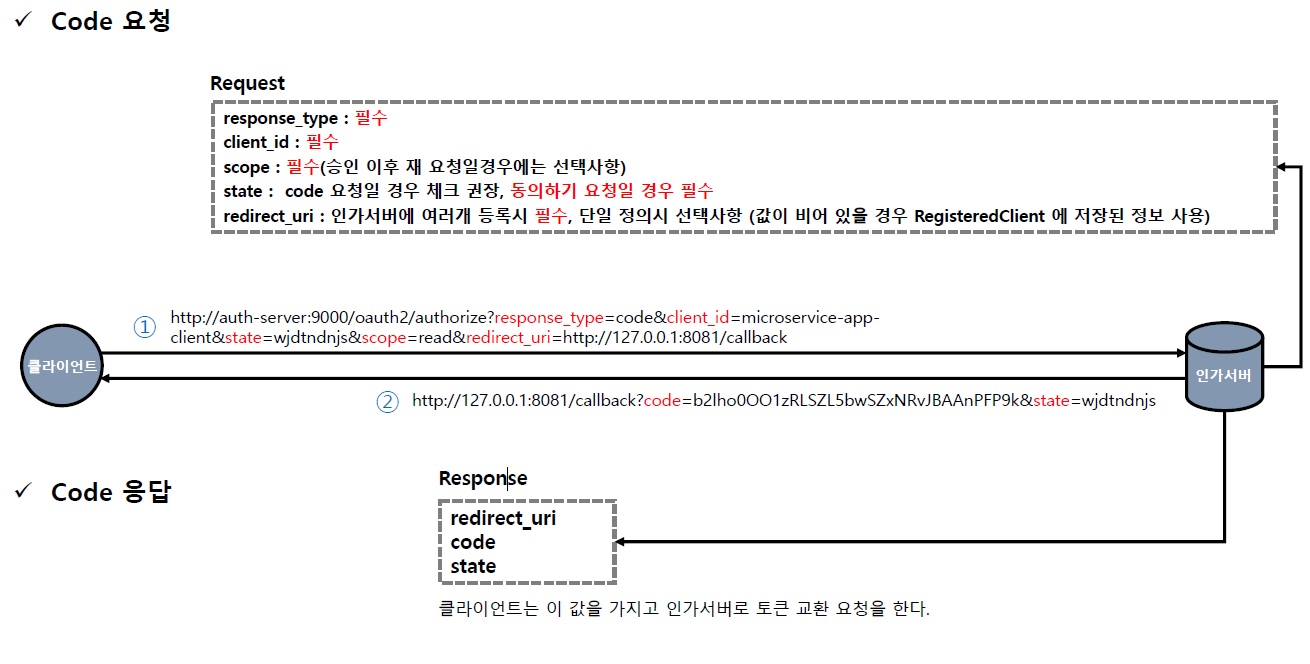 ✓ Code 요청
Request
response_type : 필수
client_id : 필수
scope : 필수(승인 이후 재 요청일경우에는 선택사항)
state : code 요청일 경우 체크 권장, 동의하기 요청일 경우 필수
redirect_uri : 인가서버에 여러개 등록시 필수, 단일 정의시 선택사항 (값이 비어 있을 경우 RegisteredClient 에 저장된 정보 사용)
① http://auth-server:9000/oauth2/authorize?response_type=code&client_id=microservice-app-
client&state=wjdtndnjs&scope=read&redirect_uri=http://127.0.0.1:8081/callback
클라이언트
인가서버
② http://127.0.0.1:8081/callback?code=b2lho0OO1zRLSZL5bwSZxNRvJBAAnPFP9k&state=wjdtndnjs
✓ Code 응답
Response
redirect_uri
code
state
클라이언트는 이 값을 가지고 인가서버로 토큰 교환 요청을 한다.